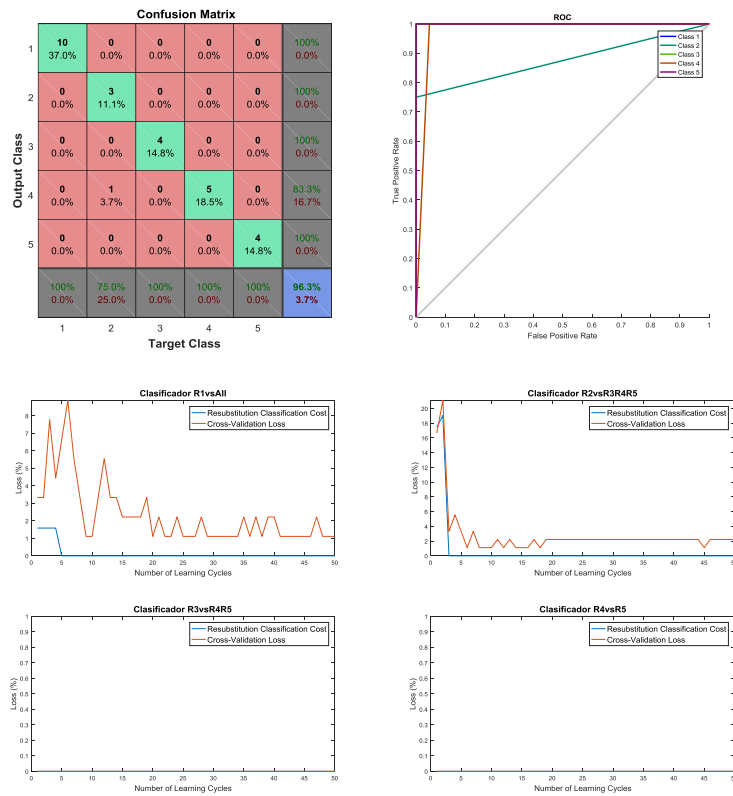 Confusion Matrix
1 10 0 0 0 0 100%
37.0% 0.0% 0.0% 0.0% 0.0% 0.0%
2 0 3 0 0 0 100%
0.0% 11.1% 0.0% 0.0% 0.0% 0.0%
3 0 0 4 0 0 100%
0.0% 0.0% 14.8% 0.0% 0.0% 0.0%
4 0 1 0 5 0 83.3%
0.0% 3.7% 0.0% 18.5% 0.0% 16.7%
5 0 0 0 0 4 100%
0.0% 0.0% 0.0% 0.0% 14.8% 0.0%
100% 75.0% 100% 100% 100% 96.3%
0.0% 25.0% 0.0% 0.0% 0.0% 3.7%
1 2 3 4 5
Target Class
Output Class
ROC
Class 1
Class 2
Class 3
Class 4
Class 5
1
0.9
0.8
0.7
0.6
0.5
0.4
0.3
0.2
0.1
0
0.1 0.2 0.3 0.4 0.5 0.6 0.7 0.8 0.9 1
False Positive Rate
True Positive Rate
Clasificador R1vsAll
Resubstitution Classification Cost
Cross-Validation Loss
8
7
6
5
4
3
2
1
0
0 5 10 15 20 25 30 35 40 45 50
Number of Learning Cycles
Loss (%)
Clasificador R2vsR3R4R5
Resubstitution Classification Cost
Cross-Validation Loss
20
18
16
14
12
10
8
6
4
2
0
0 5 10 15 20 25 30 35 40 45 50
Number of Learning Cycles
Loss (%)
Clasificador R3vsR4R5
Resubstitution Classification Cost
Cross-Validation Loss
1
0.9
0.8
0.7
0.6
0.5
0.4
0.3
0.2
0.1
0
0 5 10 15 20 25 30 35 40 45 50
Number of Learning Cycles
Loss (%)
Clasificador R4vsR5
Resubstitution Classification Cost
Cross-Validation Loss
1
0.9
0.8
0.7
0.6
0.5
0.4
0.3
0.2
0.1
0
0 5 10 15 20 25 30 35 40 45 50
Number of Learning Cycles
Loss (%)